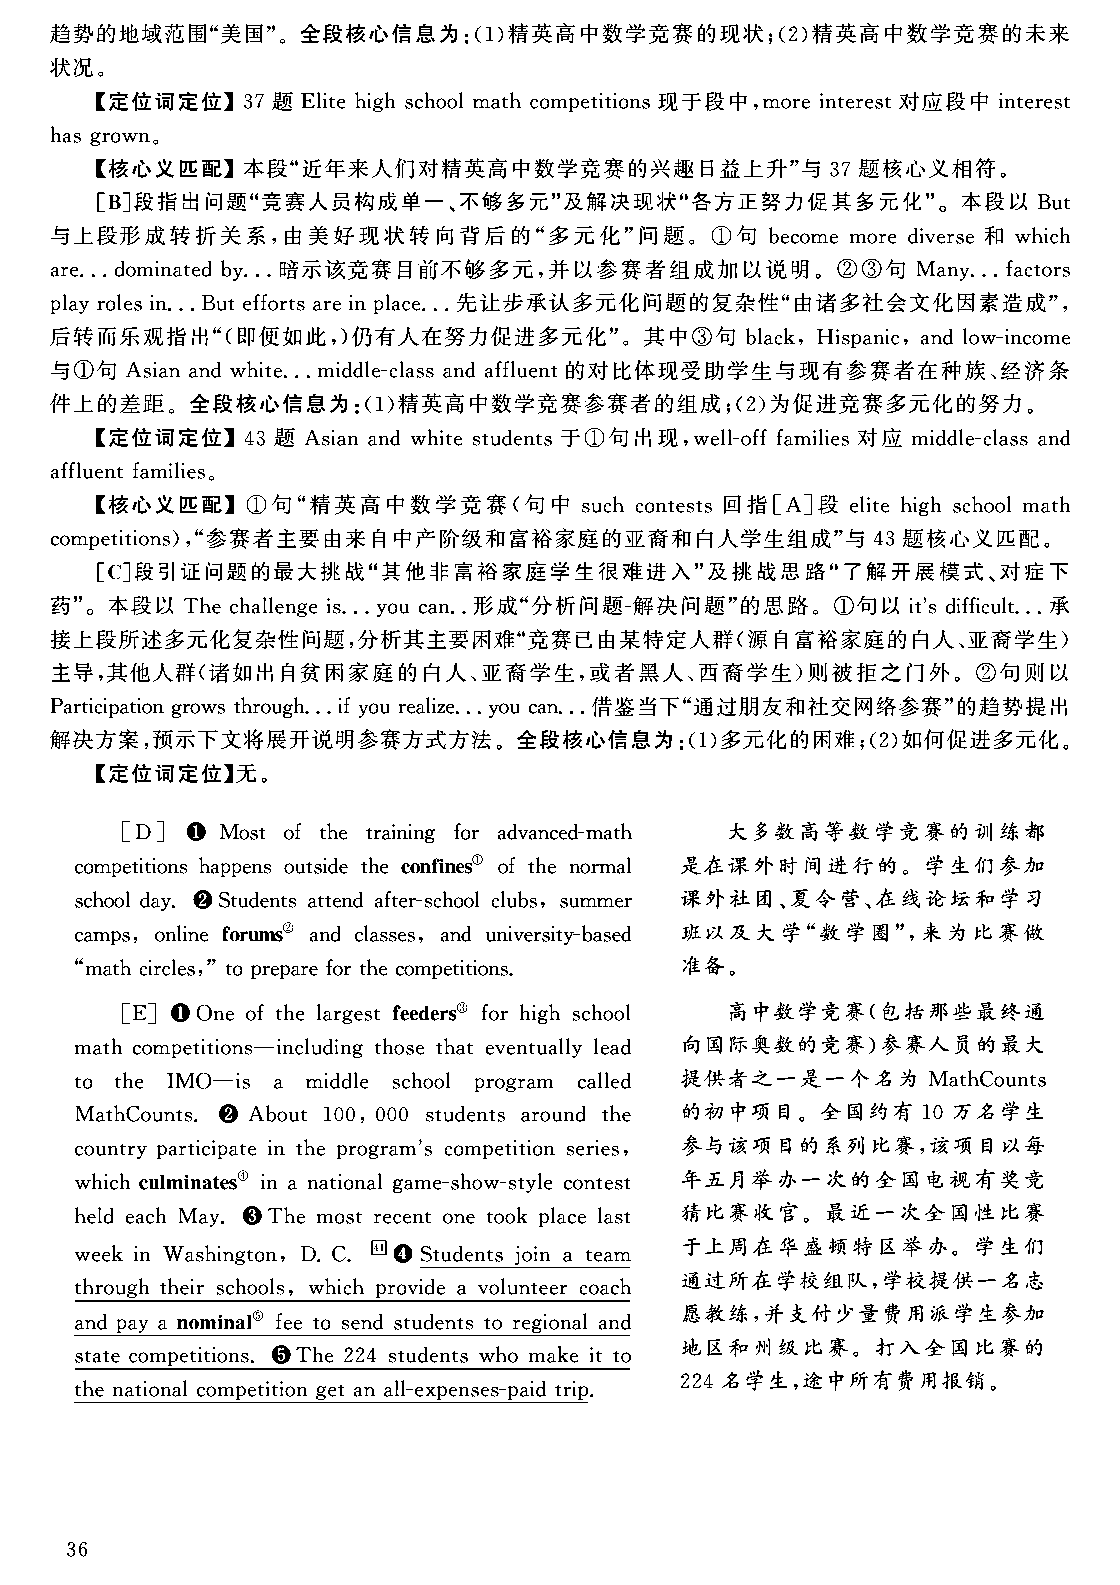 趋势的地域范围“美国”。全段核心信息为:(1)精英高中数学竞赛的现状;(2)精英高中数学竞赛的未来
状况。
【定位词定位】37 题 Elite high school math competitions 现于段中,more interest 对应段中 interest
has grown。
【核心义匹配】本段“近年来人们对精英高中数学竞赛的兴趣日益上升”与 37 题核心义相符。
[B]段指出问题“竞赛人员构成单一、不够多元”及解决现状“各方正努力促其多元化”。本段以 But
与上段形成转折关系,由美好现状转向背后的“多元化”问题。①句 become more diverse 和 which
are... dominated by... 暗示该竞赛目前不够多元,并以参赛者组成加以说明。②③句 Many... factors
play roles in... But efforts are in place... 先让步承认多元化问题的复杂性“由诸多社会文化因素造成”,
后转而乐观指出“(即便如此,)仍有人在努力促进多元化”。其中③句 black, Hispanic, and low-income
与①句 Asian and white... middle-class and affluent 的对比体现受助学生与现有参赛者在种族、经济条
件上的差距。全段核心信息为:(1)精英高中数学竞赛参赛者的组成;(2)为促进竞赛多元化的努力。
【定位词定位】43 题 Asian and white students 于①句出现,well-off families 对应 middle-class and
affluent families。
【核心义匹配】①句“精英高中数学竞赛(句中 such contests 回指[A]段 elite high school math
competitions),“参赛者主要由来自中产阶级和富裕家庭的亚裔和白人学生组成”与 43 题核心义匹配。
[C]段引证问题的最大挑战“其他非富裕家庭学生很难进入”及挑战思路“了解开展模式、对症下
药”。本段以 The challenge is... you can.. 形成“分析问题-解决问题”的思路。①句以 it's difficult... 承
接上段所述多元化复杂性问题,分析其主要困难“竞赛已由某特定人群(源自富裕家庭的白人、亚裔学生)
主导,其他人群(诸如出自贫困家庭的白人、亚裔学生,或者黑人、西裔学生)则被拒之门外。②句则以
Participation grows through... if you realize... you can... 借鉴当下“通过朋友和社交网络参赛”的趋势提出
解决方案,预示下文将展开说明参赛方式方法。全段核心信息为:(1)多元化的困难;(2)如何促进多元化。
【定位词定位】无。
[D] ❶ Most of the training for advanced-math
competitions happens outside the confines① of the normal
school day. ❷ Students attend after-school clubs, summer
camps, online forums② and classes, and university-based
“math circles,” to prepare for the competitions.
大多数高等数学竞赛的训练都
是在课外时间进行的。学生们参加
课外社团、夏令营、在线论坛和学习
班以及大学“数学圈”,来为比赛做
准备。
[E] ❶ One of the largest feeders③ for high school
math competitions—including those that eventually lead
to the IMO—is a middle school program called
MathCounts. ❷ About 100, 000 students around the
country participate in the program's competition series,
which culminates④ in a national game-show-style contest
held each May. ❸ The most recent one took place last
week in Washington, D. C. 41 ❹ Students join a team
through their schools, which provide a volunteer coach
and pay a nominal⑤ fee to send students to regional and
state competitions. ❺ The 224 students who make it to
the national competition get an all-expenses-paid trip.
高中数学竞赛(包括那些最终通
向国际奥数的竞赛)参赛人员的最大
提供者之一是一个名为 MathCounts
的初中项目。全国约有 10 万名学生
参与该项目的系列比赛,该项目以每
年五月举办一次的全国电视有奖竞
猜比赛收官。最近一次全国性比赛
于上周在华盛顿特区举办。学生们
通过所在学校组队,学校提供一名志
愿教练,并支付少量费用派学生参加
地区和州级比赛。打入全国比赛的
224 名学生,途中所有费用报销。
36